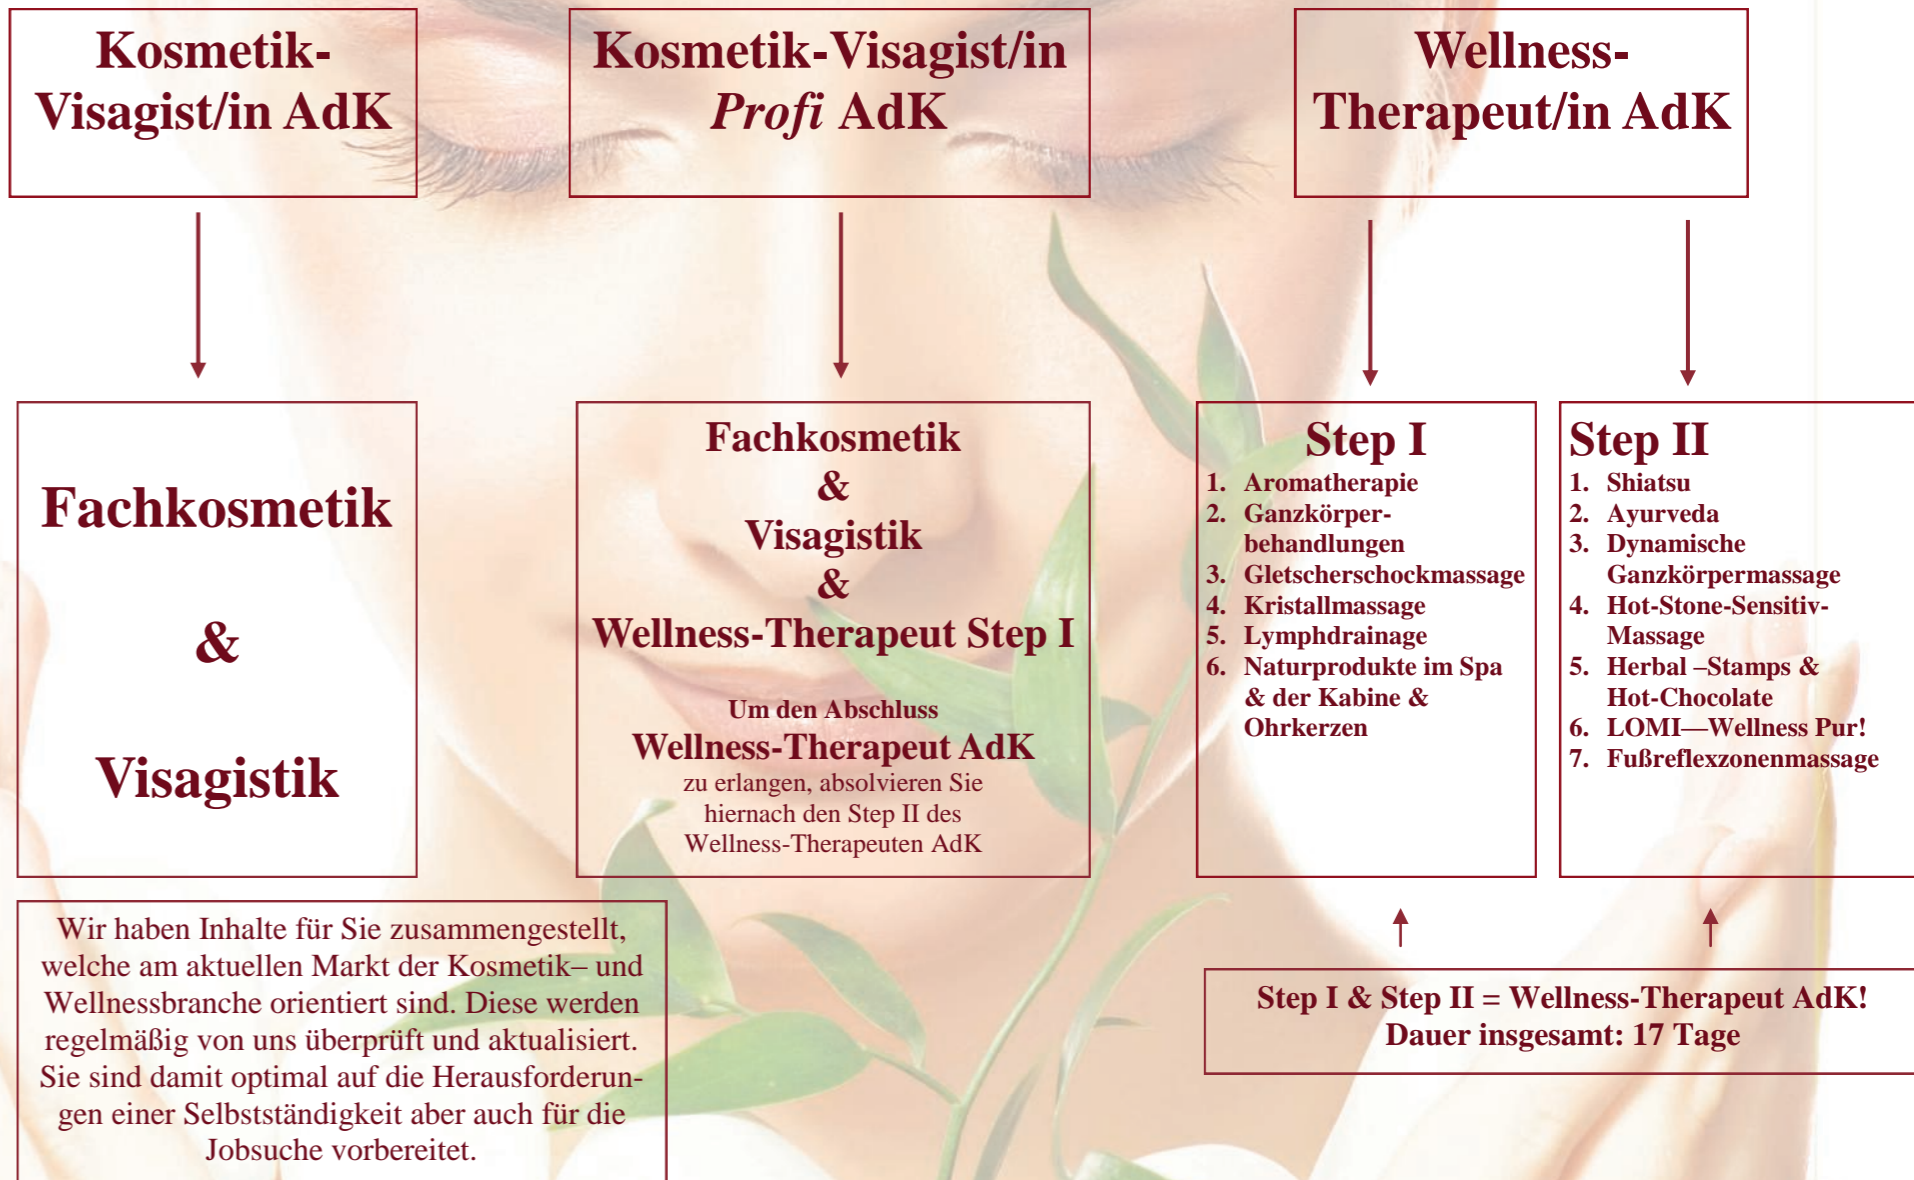 Kosmetik-
Visagist/in AdK
Kosmetik-Visagist/in
Profi AdK
Wellness-
Therapeut/in AdK
Fachkosmetik
&
Visagistik
Fachkosmetik
&
Visagistik
&
Wellness-Therapeut Step I
Um den Abschluss
Wellness-Therapeut AdK
zu erlangen, absolvieren Sie
hiernach den Step II des
Wellness-Therapeuten AdK
Step I
1. Aromatherapie
2. Ganzkörper-
behandlungen
3. Gletscherschockmassage
4. Kristallmassage
5. Lymphdrainage
6. Naturprodukte im Spa
& der Kabine &
Ohrkerzen
Step II
1. Shiatsu
2. Ayurveda
3. Dynamische
Ganzkörpermassage
4. Hot-Stone-Sensitiv-
Massage
5. Herbal –Stamps &
Hot-Chocolate
6. LOMI—Wellness Pur!
7. Fußreflexzonenmassage
Wir haben Inhalte für Sie zusammengestellt,
welche am aktuellen Markt der Kosmetik– und
Wellnessbranche orientiert sind. Diese werden
regelmäßig von uns überprüft und aktualisiert.
Sie sind damit optimal auf die Herausforderun-
gen einer Selbstständigkeit aber auch für die
Jobsuche vorbereitet.
Step I & Step II = Wellness-Therapeut AdK!
Dauer insgesamt: 17 Tage